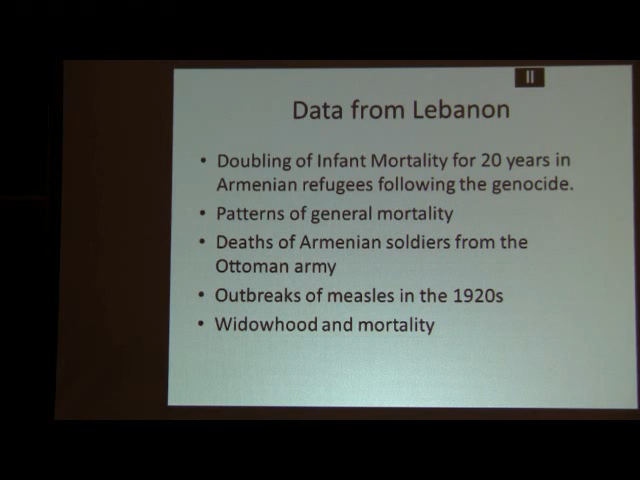 Data from Lebanon
• Doubling of Infant Mortality for 20 years in
Armenian refugees following the genocide.
• Patterns of general mortality
• Deaths of Armenian soldiers from the
Ottoman army
• Outbreaks of measles in the 1920s
• Widowhood and mortality